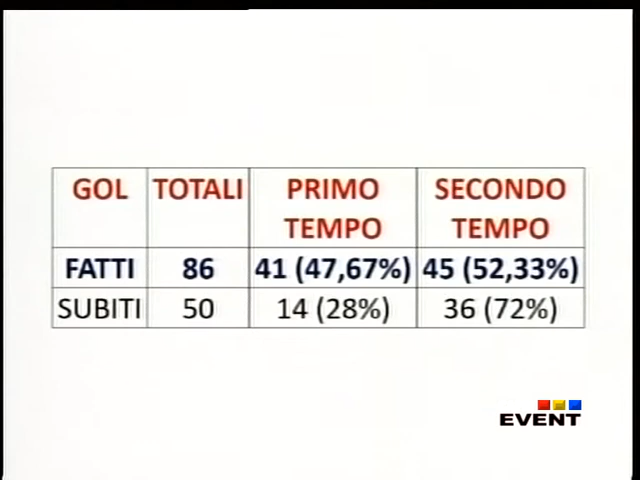 GOL TOTALI PRIMO TEMPO SECONDO TEMPO
FATTI 86 41 (47,67%) 45 (52,33%)
SUBITI 50 14 (28%) 36 (72%)
EVENT